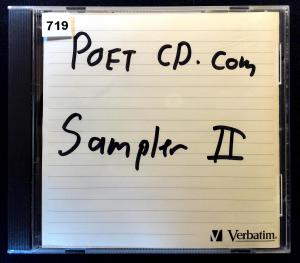 719
POET CD. Com
Sampler II
Verbatim